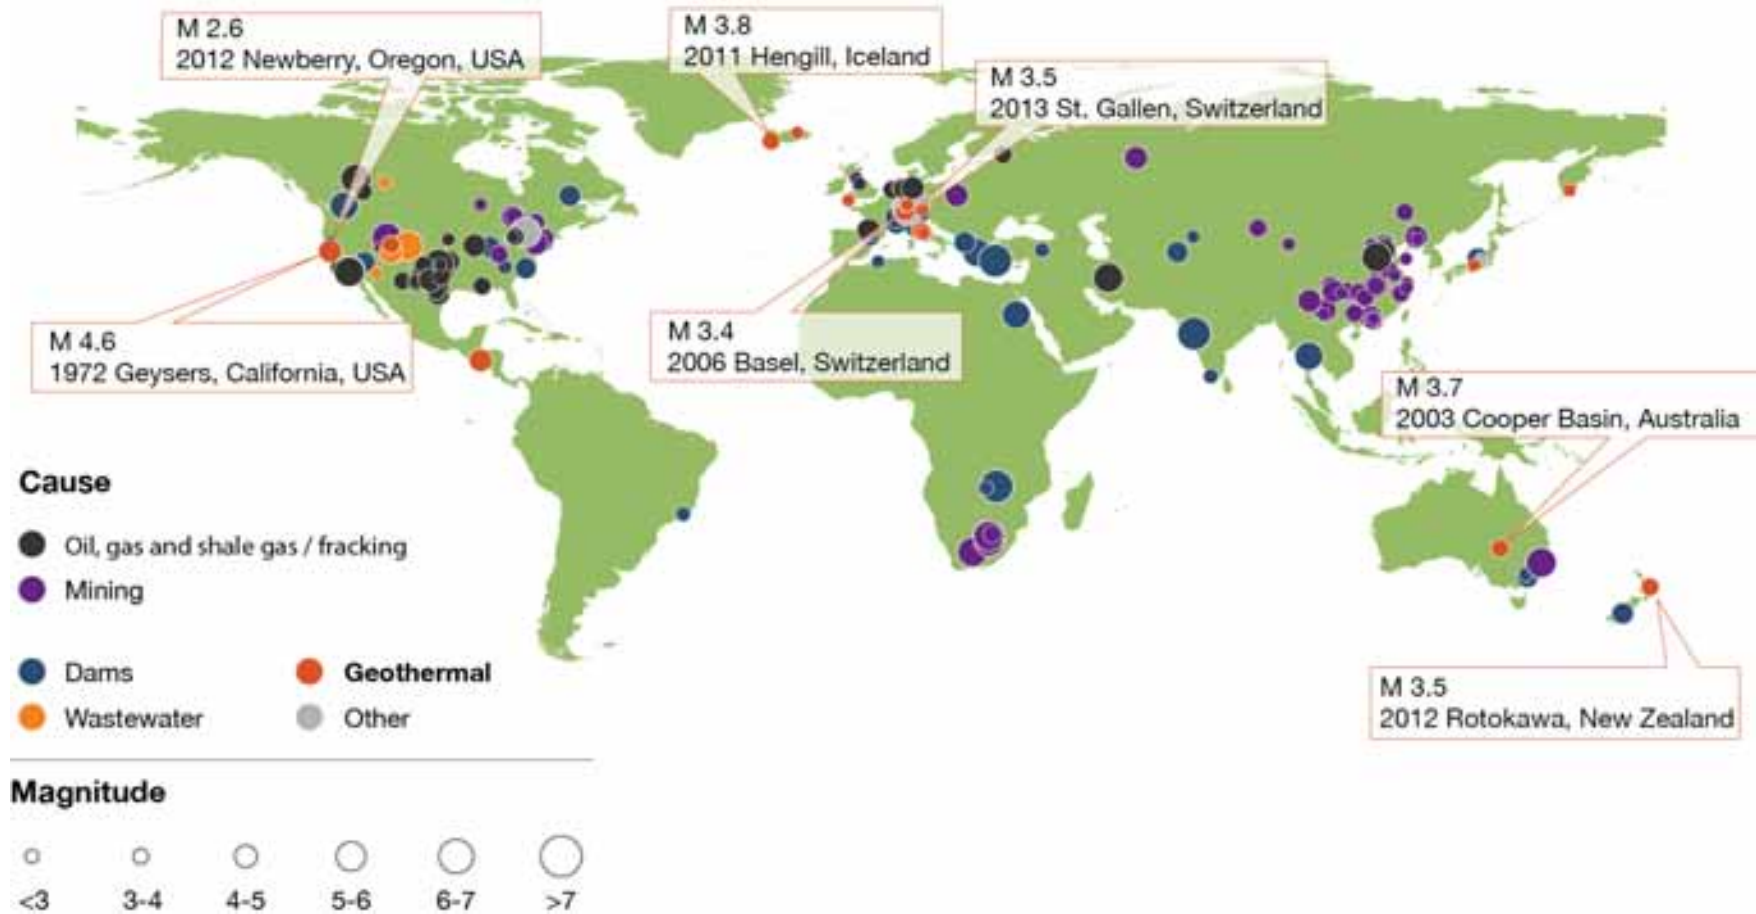 M 2.6
2012 Newberry, Oregon, USA
M 3.8
2011 Hengill, Iceland
M 3.5
2013 St. Gallen, Switzerland
M 4.6
1972 Geysers, California, USA
M 3.4
2006 Basel, Switzerland
M 3.7
2003 Cooper Basin, Australia
M 3.5
2012 Rotokawa, New Zealand
Cause
Oil, gas and shale gas / fracking
Mining
Dams
Geothermal
Wastewater
Other
Magnitude
<3 3-4 4-5 5-6 6-7 >7